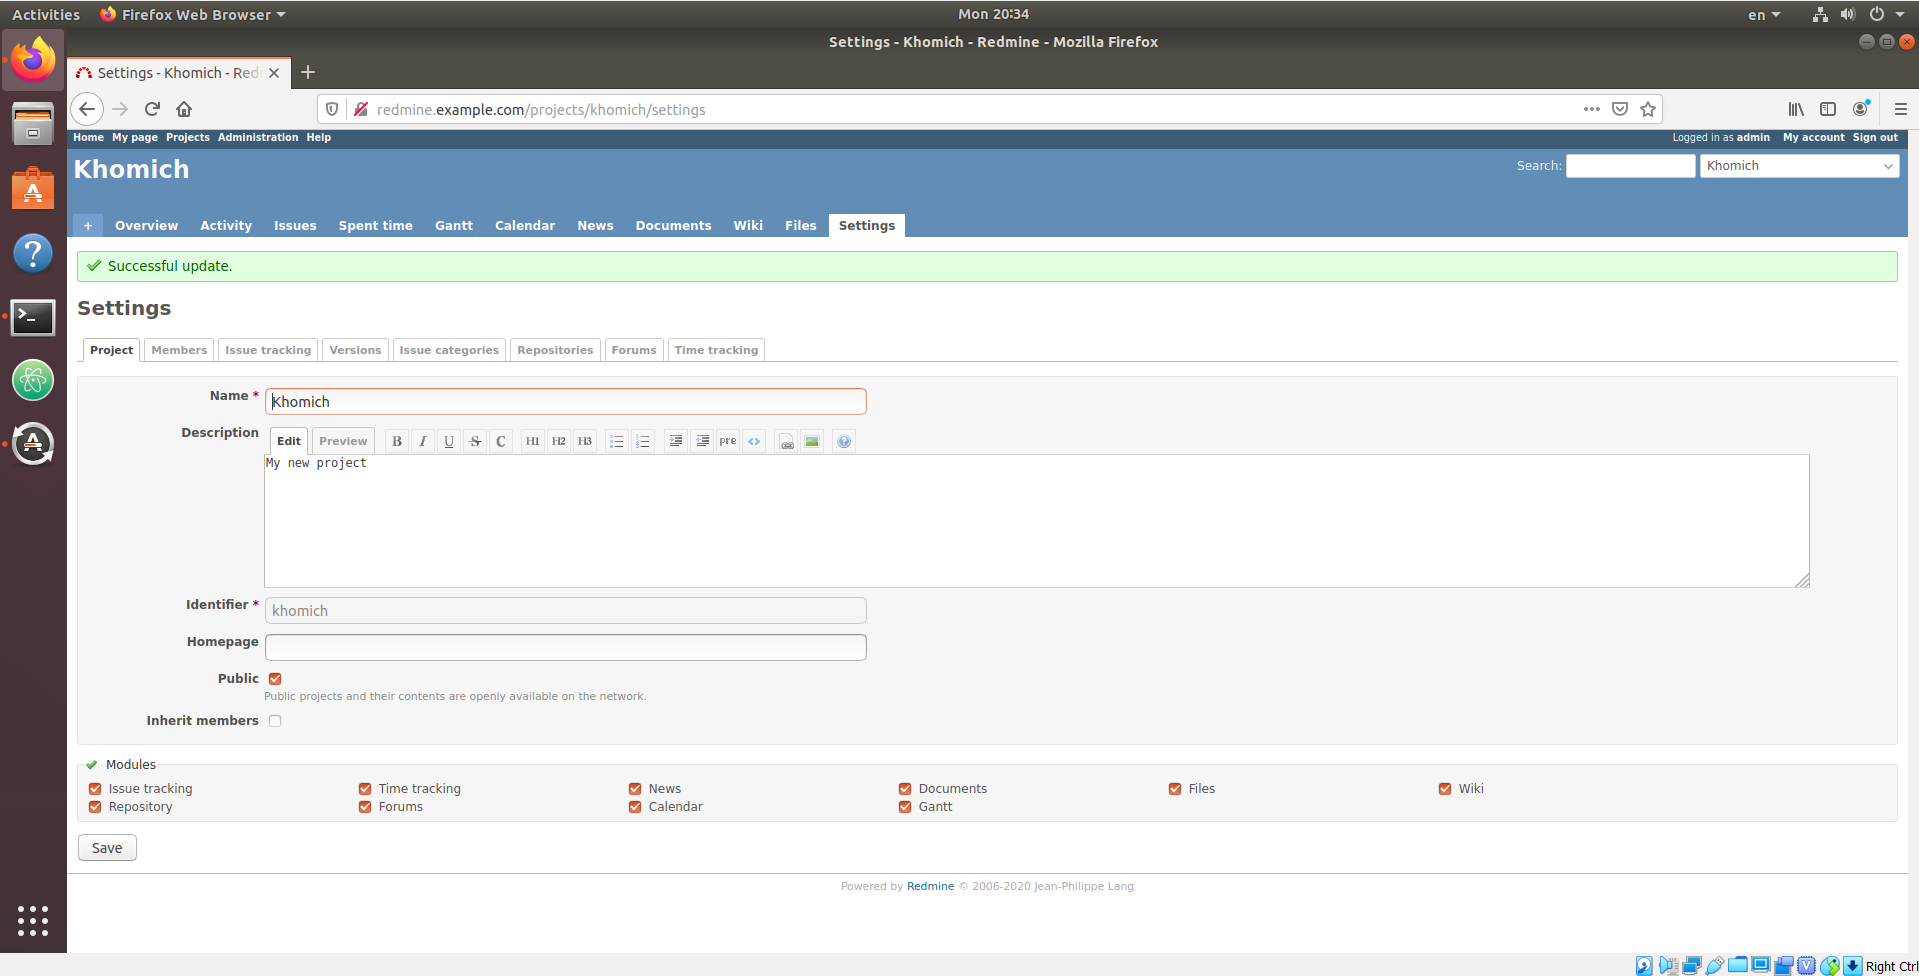 Activities Firefox Web Browser Mon 20:34 en
Settings - Khomich - Redmine - Mozilla Firefox
Settings - Khomich - Red
redmine.example.com/projects/khomich/settings
Home My page Projects Administration Help Logged in as admin My account Sign out
Khomich Search: Khomich
+ Overview Activity Issues Spent time Gantt Calendar News Documents Wiki Files Settings
Successful update.
Settings
Project Members Issue tracking Versions Issue categories Repositories Forums Time tracking
Name * Khomich
Description Edit Preview B I U S C H1 H2 H3 pre <>
My new project
Identifier * khomich
Homepage
Public
Public projects and their contents are openly available on the network.
Inherit members
Modules
Issue tracking Time tracking News Documents Files Wiki
Repository Forums Calendar Gantt
Save
Powered by Redmine © 2006-2020 Jean-Philippe Lang
Right Ctrl